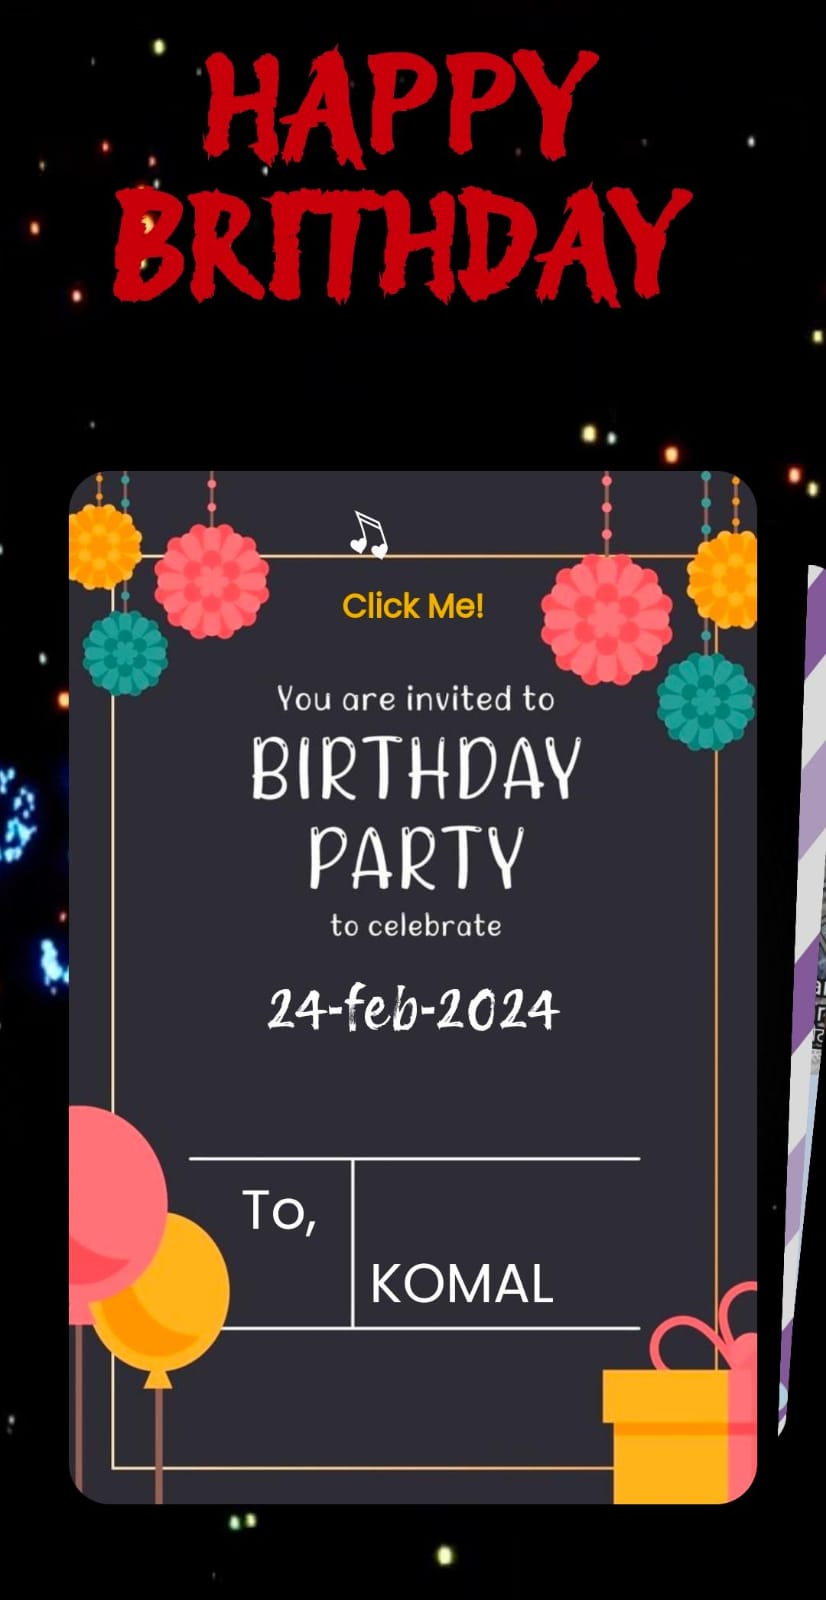 HAPPY
BRITHDAY
Click Me!
You are invited to
BIRTHDAY
PARTY
to celebrate
24-feb-2024
To,
KOMAL